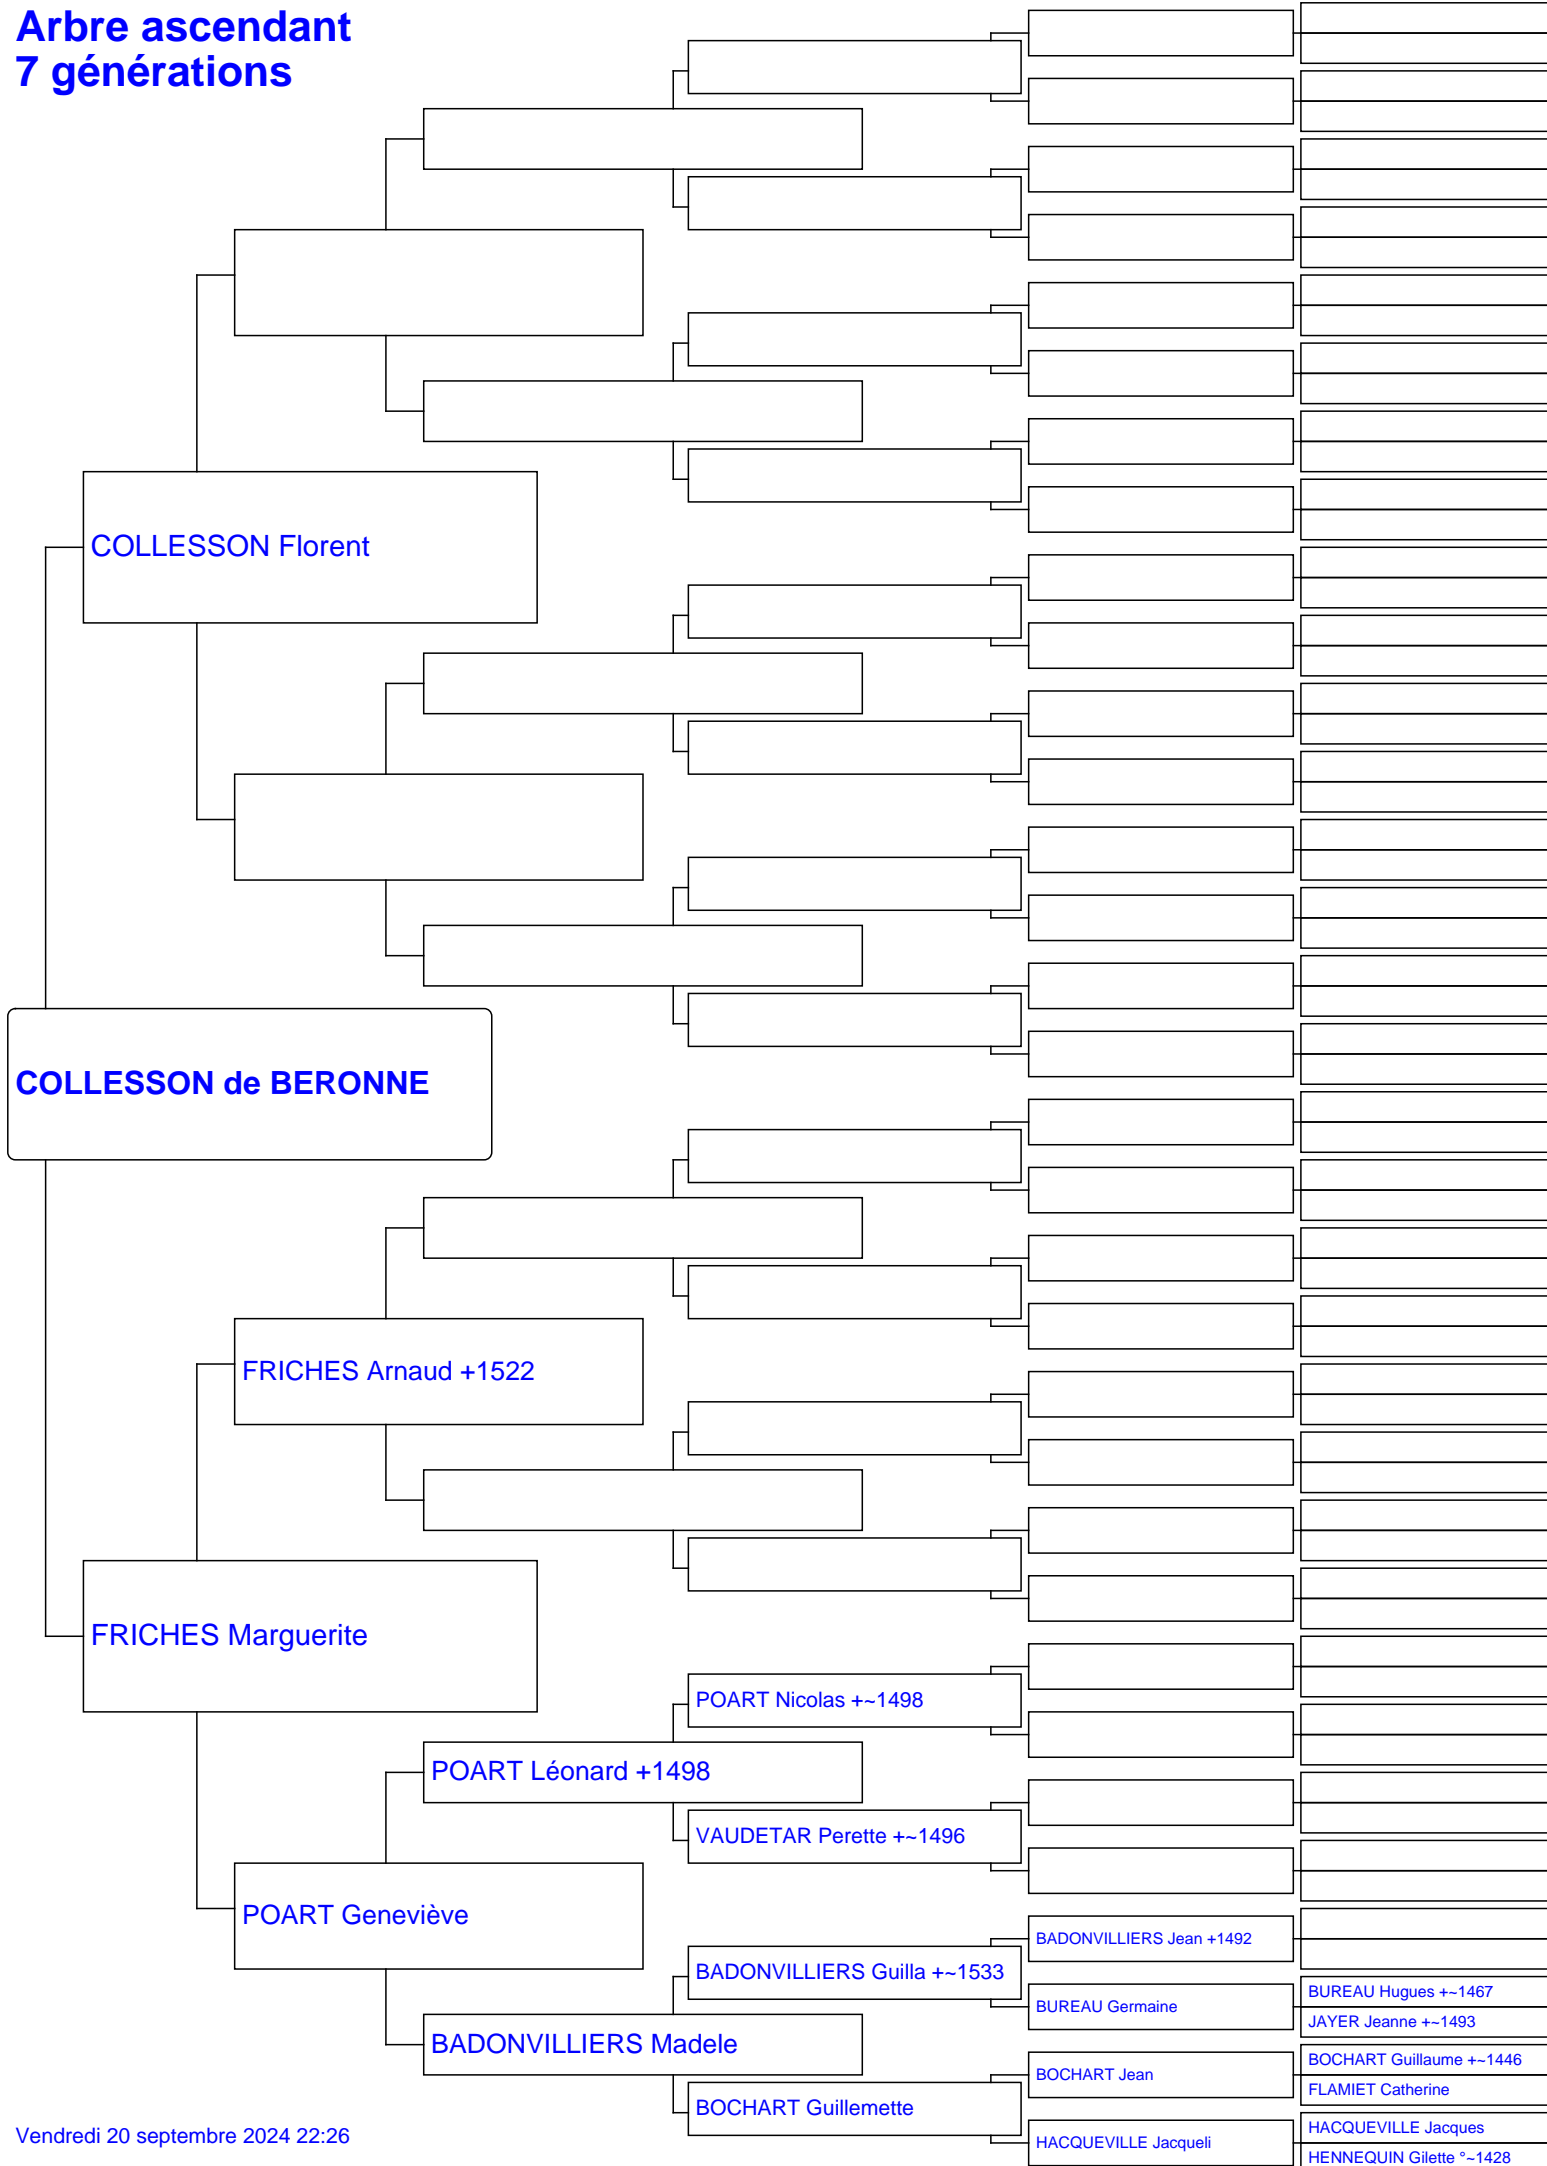 Arbre ascendant
7 générations
COLLESSON Florent
COLLESSON de BERONNE
FRICHES Arnaud +1522
FRICHES Marguerite
POART Nicolas +~1498
POART Léonard +1498
VAUDETAR Perette +~1496
POART Geneviève
BADONVILLIERS Jean +1492
BADONVILLIERS Guilla +~1533
BUREAU Hugues +~1467
BUREAU Germaine
JAYER Jeanne +~1493
BADONVILLIERS Madele
BOCHART Guillaume +~1446
BOCHART Jean
FLAMIET Catherine
BOCHART Guillemette
HACQUEVILLE Jacques
HACQUEVILLE Jacqueli
HENNEQUIN Gilette °~1428
Vendredi 20 septembre 2024 22:26